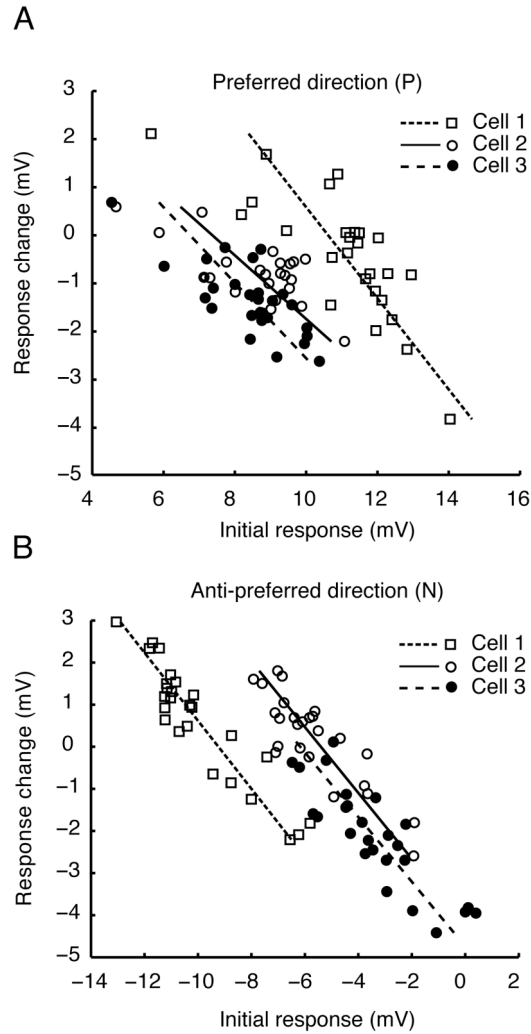 A
Preferred direction (P)
Response change (mV)
3
2
1
0
−1
−2
−3
−4
−5
Cell 1
Cell 2
Cell 3
4 6 8 10 12 14 16
Initial response (mV)
B
Anti-preferred direction (N)
Response change (mV)
3
2
1
0
−1
−2
−3
−4
−5
Cell 1
Cell 2
Cell 3
−14 −12 −10 −8 −6 −4 −2 0 2
Initial response (mV)